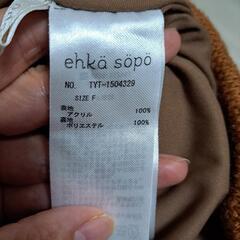 ehkä söpö
NO. TYT-1504329
SIZE F
表地
アクリル 100%
裏地
ポリエステル 100%